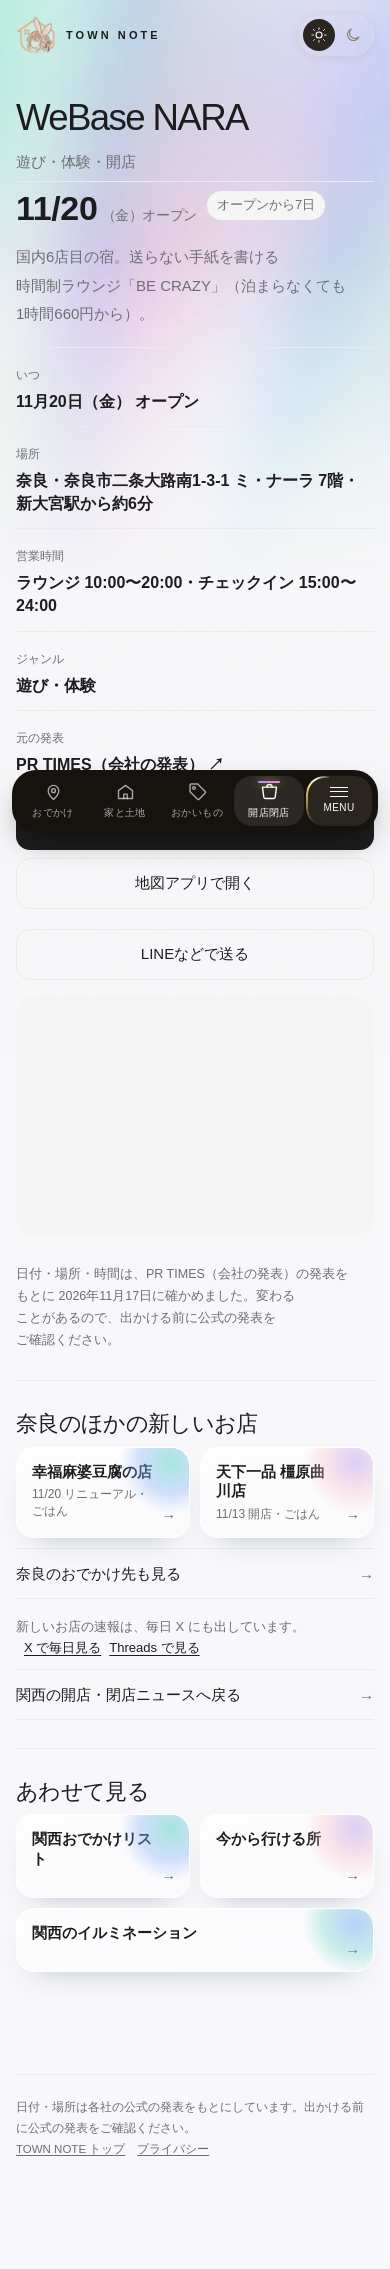 TOWN NOTE
WeBase NARA
遊び・体験・開店
11/20 （金）オープン オープンから7日
国内6店目の宿。送らない手紙を書ける
時間制ラウンジ「BE CRAZY」（泊まらなくても
1時間660円から）。
いつ
11月20日（金） オープン
場所
奈良・奈良市二条大路南1-3-1 ミ・ナーラ 7階・
新大宮駅から約6分
営業時間
ラウンジ 10:00〜20:00・チェックイン 15:00〜
24:00
ジャンル
遊び・体験
元の発表
PR TIMES（会社の発表） ↗
おでかけ 家と土地 おかいもの 開店閉店 MENU
地図アプリで開く
LINEなどで送る
日付・場所・時間は、PR TIMES（会社の発表）の発表を
もとに 2026年11月17日に確かめました。変わる
ことがあるので、出かける前に公式の発表を
ご確認ください。
奈良のほかの新しいお店
幸福麻婆豆腐の店
11/20 リニューアル・
ごはん
→
天下一品 橿原曲
川店
11/13 開店・ごはん
→
奈良のおでかけ先も見る →
新しいお店の速報は、毎日 X にも出しています。
X で毎日見る Threads で見る
関西の開店・閉店ニュースへ戻る →
あわせて見る
関西おでかけリス
ト
→
今から行ける所
→
関西のイルミネーション
→
日付・場所は各社の公式の発表をもとにしています。出かける前
に公式の発表をご確認ください。
TOWN NOTE トップ プライバシー